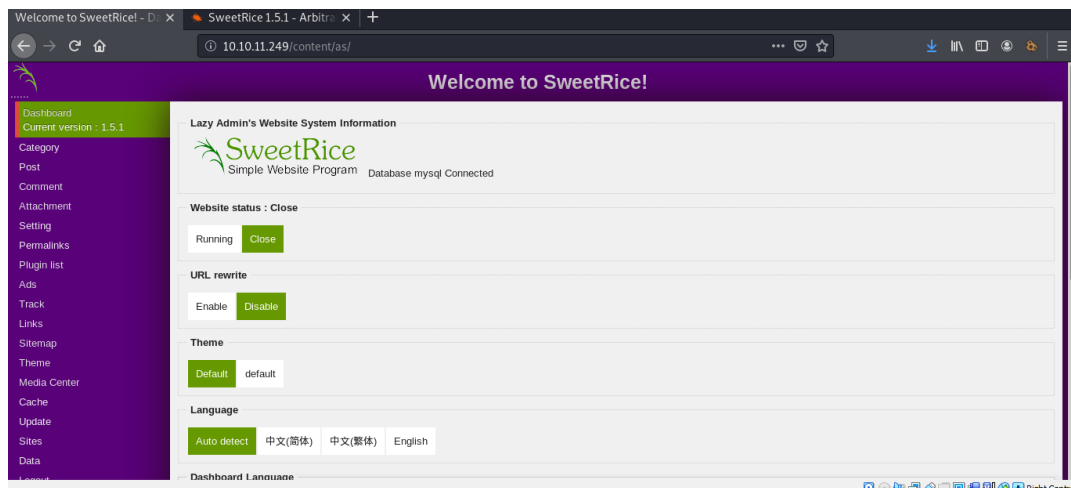 Welcome to SweetRice! - Da
SweetRice 1.5.1 - Arbitra
10.10.11.249/content/as/
Welcome to SweetRice!
Dashboard
Current version : 1.5.1
Category
Post
Comment
Attachment
Setting
Permalinks
Plugin list
Ads
Track
Links
Sitemap
Theme
Media Center
Cache
Update
Sites
Data
Logout
Lazy Admin's Website System Information
SweetRice
Simple Website Program
Database mysql Connected
Website status : Close
Running Close
URL rewrite
Enable Disable
Theme
Default default
Language
Auto detect 中文(简体) 中文(繁体) English
Dashboard Language
Right Contr